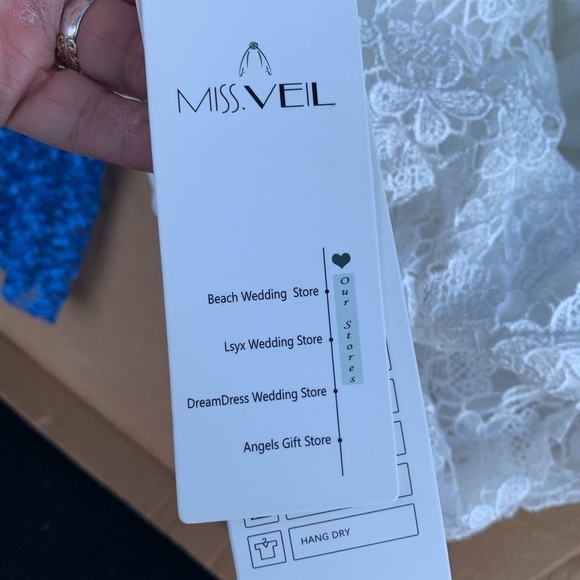 MISS.VEIL
Our Stores
Beach Wedding Store
Lsyx Wedding Store
DreamDress Wedding Store
Angels Gift Store
HANG DRY